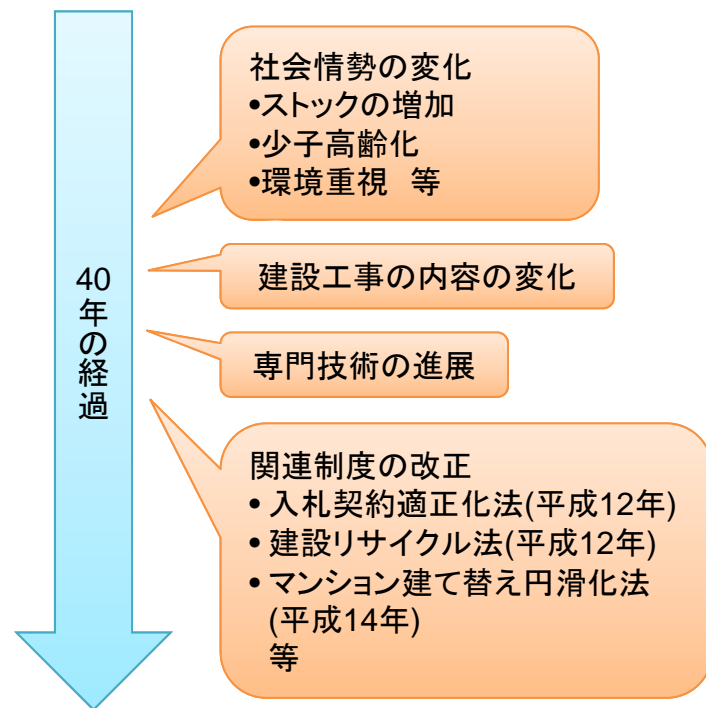 40年の経過
社会情勢の変化
•ストックの増加
•少子高齢化
•環境重視　等
建設工事の内容の変化
専門技術の進展
関連制度の改正
• 入札契約適正化法(平成12年)
• 建設リサイクル法(平成12年)
• マンション建て替え円滑化法
(平成14年)
等